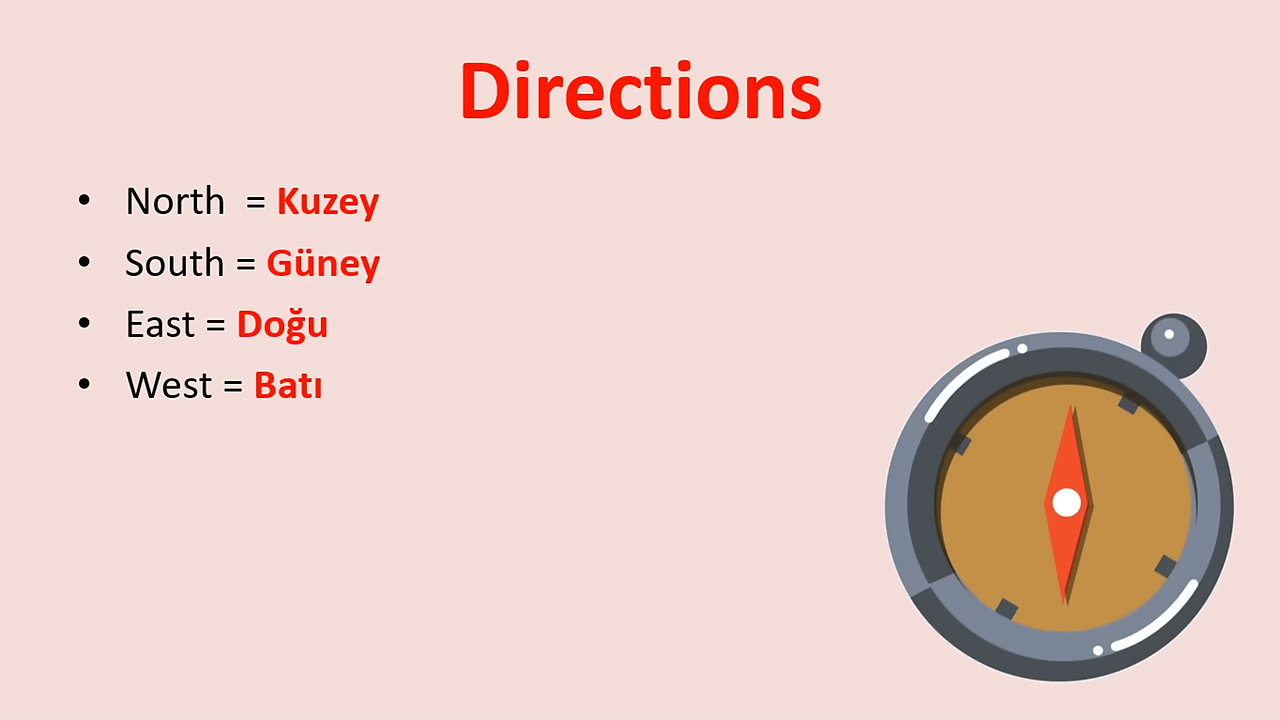 Directions
• North = Kuzey
• South = Güney
• East = Doğu
• West = Batı